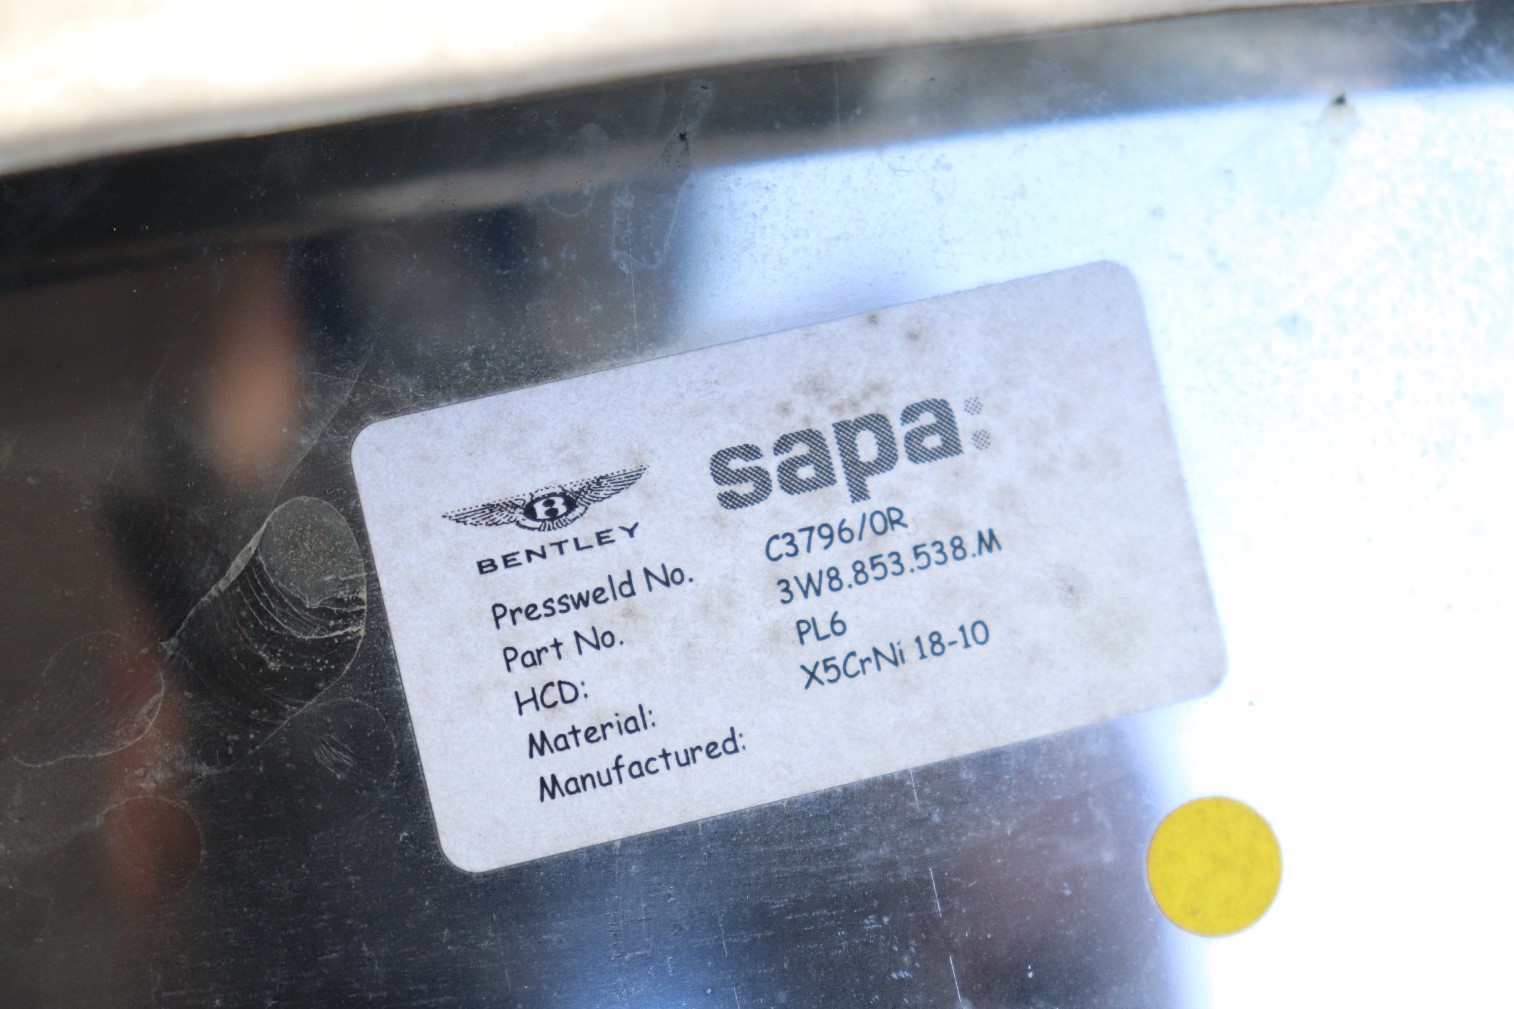 B
BENTLEY
sapa:
Pressweld No. C3796/0R
Part No. 3W8.853.538.M
HCD: PL6
Material: X5CrNi 18-10
Manufactured: